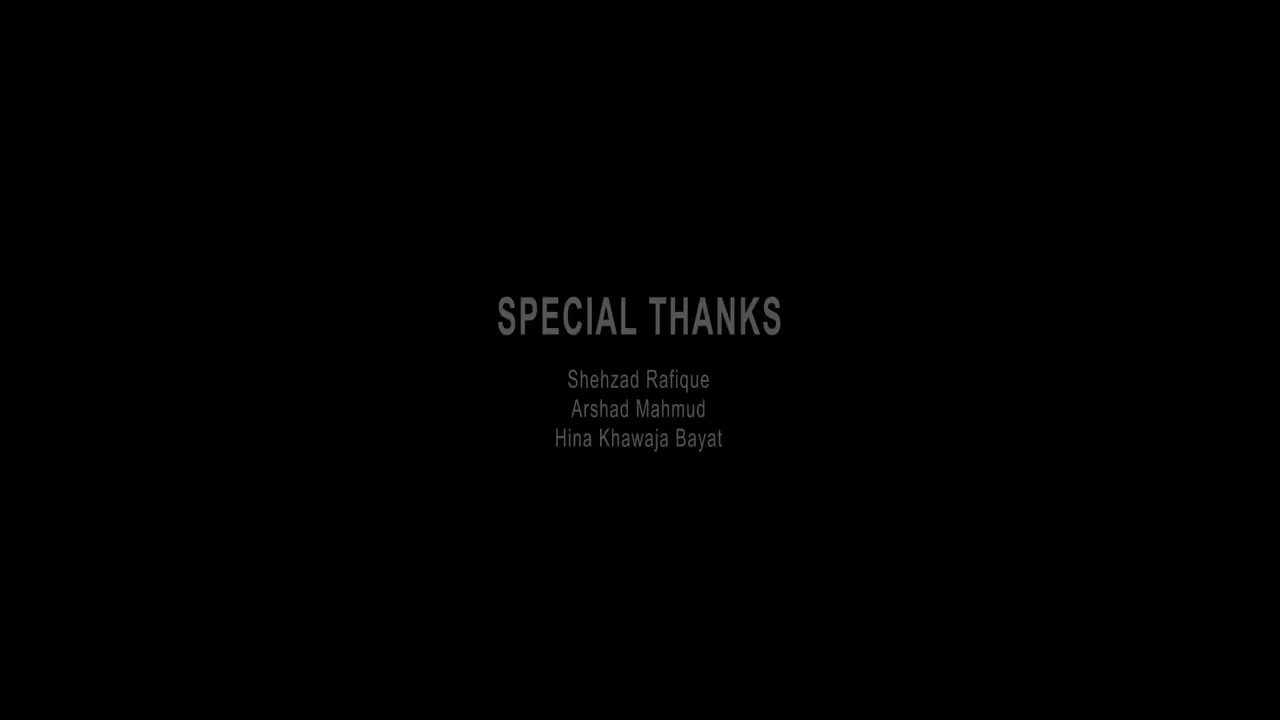 SPECIAL THANKS
Shehzad Rafique
Arshad Mahmud
Hina Khawaja Bayat